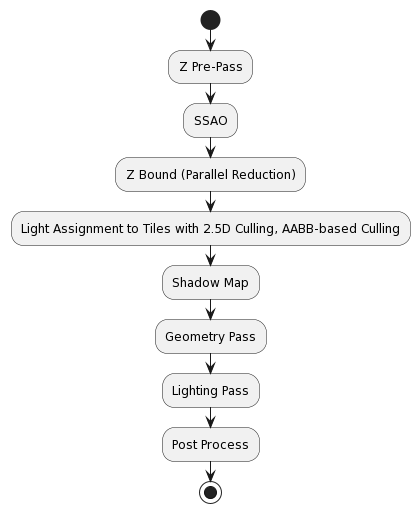 Z Pre-Pass
SSAO
Z Bound (Parallel Reduction)
Light Assignment to Tiles with 2.5D Culling, AABB-based Culling
Shadow Map
Geometry Pass
Lighting Pass
Post Process